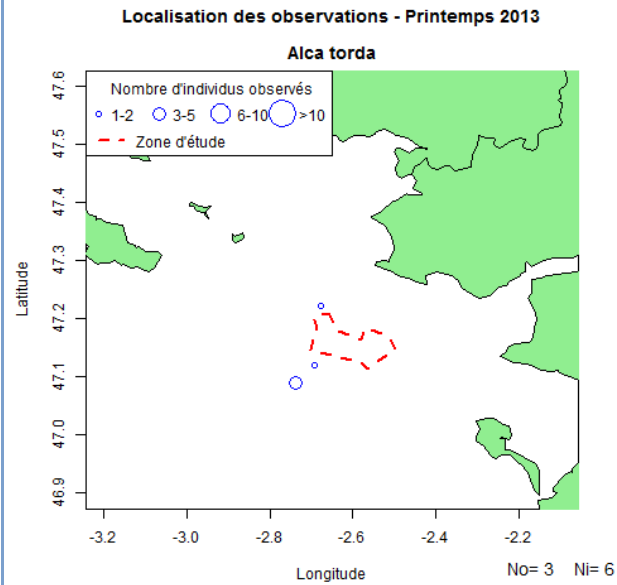 Localisation des observations - Printemps 2013
Alca torda
Nombre d'individus observés
1-2 3-5 6-10 >10
Zone d'étude
47.6
47.5
47.4
47.3
47.2
47.1
47.0
46.9
Latitude
-3.2 -3.0 -2.8 -2.6 -2.4 -2.2
Longitude
No= 3 Ni= 6